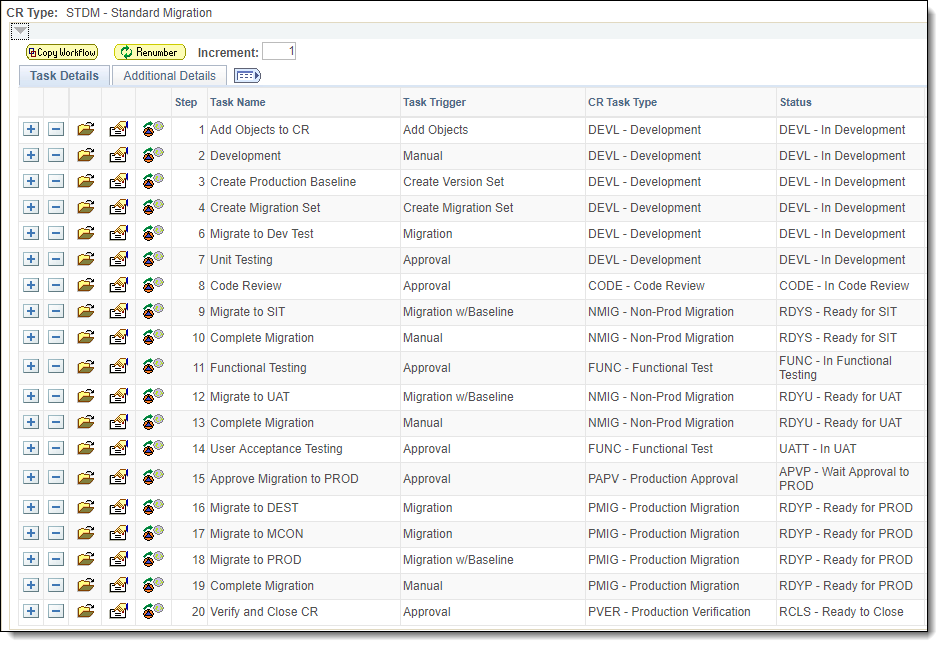 CR Type: STDM - Standard Migration
Copy Workflow Renumber Increment: 1
Task Details Additional Details
Step Task Name Task Trigger CR Task Type Status
1 Add Objects to CR Add Objects DEVL - Development DEVL - In Development
2 Development Manual DEVL - Development DEVL - In Development
3 Create Production Baseline Create Version Set DEVL - Development DEVL - In Development
4 Create Migration Set Create Migration Set DEVL - Development DEVL - In Development
6 Migrate to Dev Test Migration DEVL - Development DEVL - In Development
7 Unit Testing Approval DEVL - Development DEVL - In Development
8 Code Review Approval CODE - Code Review CODE - In Code Review
9 Migrate to SIT Migration w/Baseline NMIG - Non-Prod Migration RDYS - Ready for SIT
10 Complete Migration Manual NMIG - Non-Prod Migration RDYS - Ready for SIT
11 Functional Testing Approval FUNC - Functional Test FUNC - In Functional
Testing
12 Migrate to UAT Migration w/Baseline NMIG - Non-Prod Migration RDYU - Ready for UAT
13 Complete Migration Manual NMIG - Non-Prod Migration RDYU - Ready for UAT
14 User Acceptance Testing Approval FUNC - Functional Test UATT - In UAT
15 Approve Migration to PROD Approval PAPV - Production Approval APVP - Wait Approval to
PROD
16 Migrate to DEST Migration PMIG - Production Migration RDYP - Ready for PROD
17 Migrate to MCON Migration PMIG - Production Migration RDYP - Ready for PROD
18 Migrate to PROD Migration w/Baseline PMIG - Production Migration RDYP - Ready for PROD
19 Complete Migration Manual PMIG - Production Migration RDYP - Ready for PROD
20 Verify and Close CR Approval PVER - Production Verification RCLS - Ready to Close